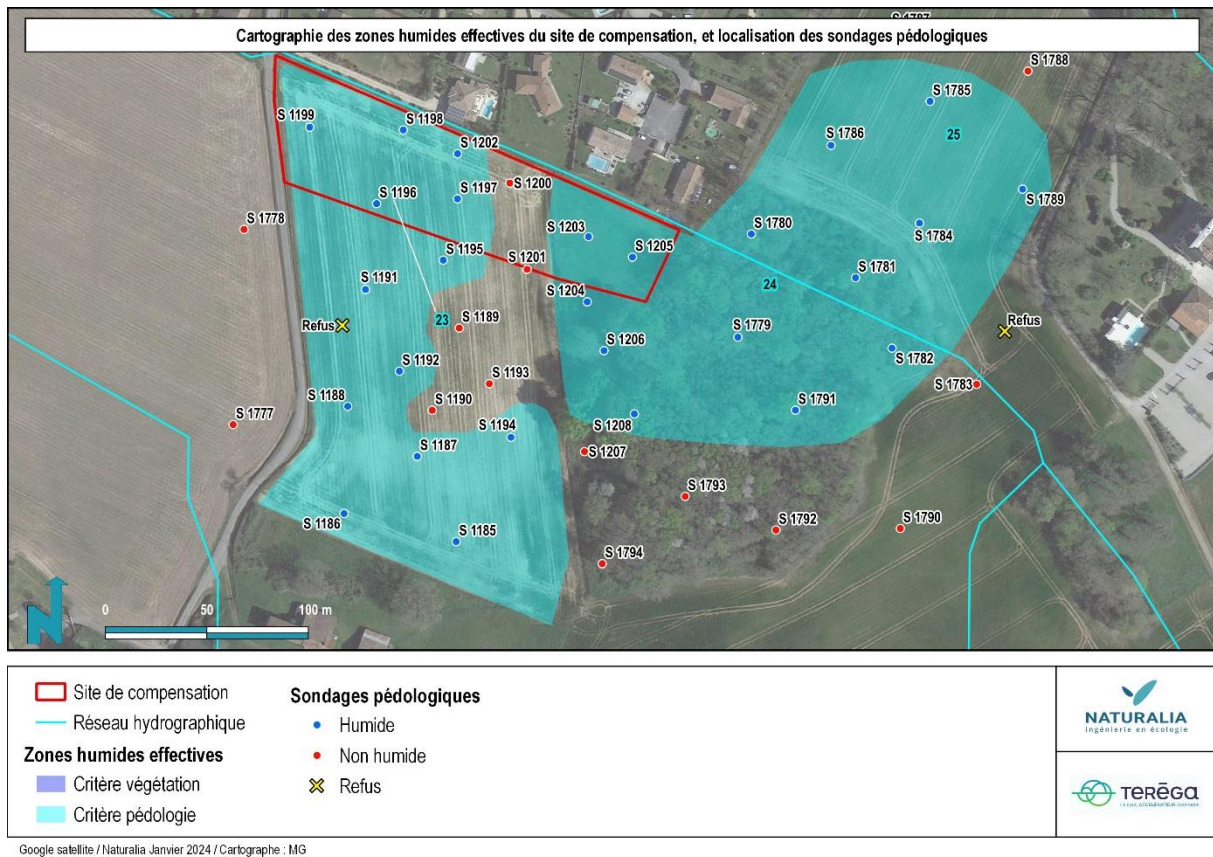 S 1787
Cartographie des zones humides effectives du site de compensation, et localisation des sondages pédologiques
S 1788
S 1785
S 1199
S 1198
25
S 1786
S 1202
S 1200
S 1196
S 1197
S 1789
S 1778
S 1203
S 1780
S 1784
S 1205
S 1195
S 1201
S 1781
S 1191
24
S 1204
Refus
23
S 1189
Refus
S 1779
S 1206
S 1782
S 1192
S 1193
S 1783
S 1188
S 1190
S 1791
S 1177
S 1194
S 1208
S 1187
S 1207
S 1793
S 1186
S 1792
S 1790
S 1185
S 1794
N
0 50 100 m
Site de compensation
Réseau hydrographique
Zones humides effectives
Critère végétation
Critère pédologie
Sondages pédologiques
Humide
Non humide
Refus
NATURALIA
ingénierie en écologie
TERĒGA
Google satellite / Naturalia Janvier 2024 / Cartographe : MG